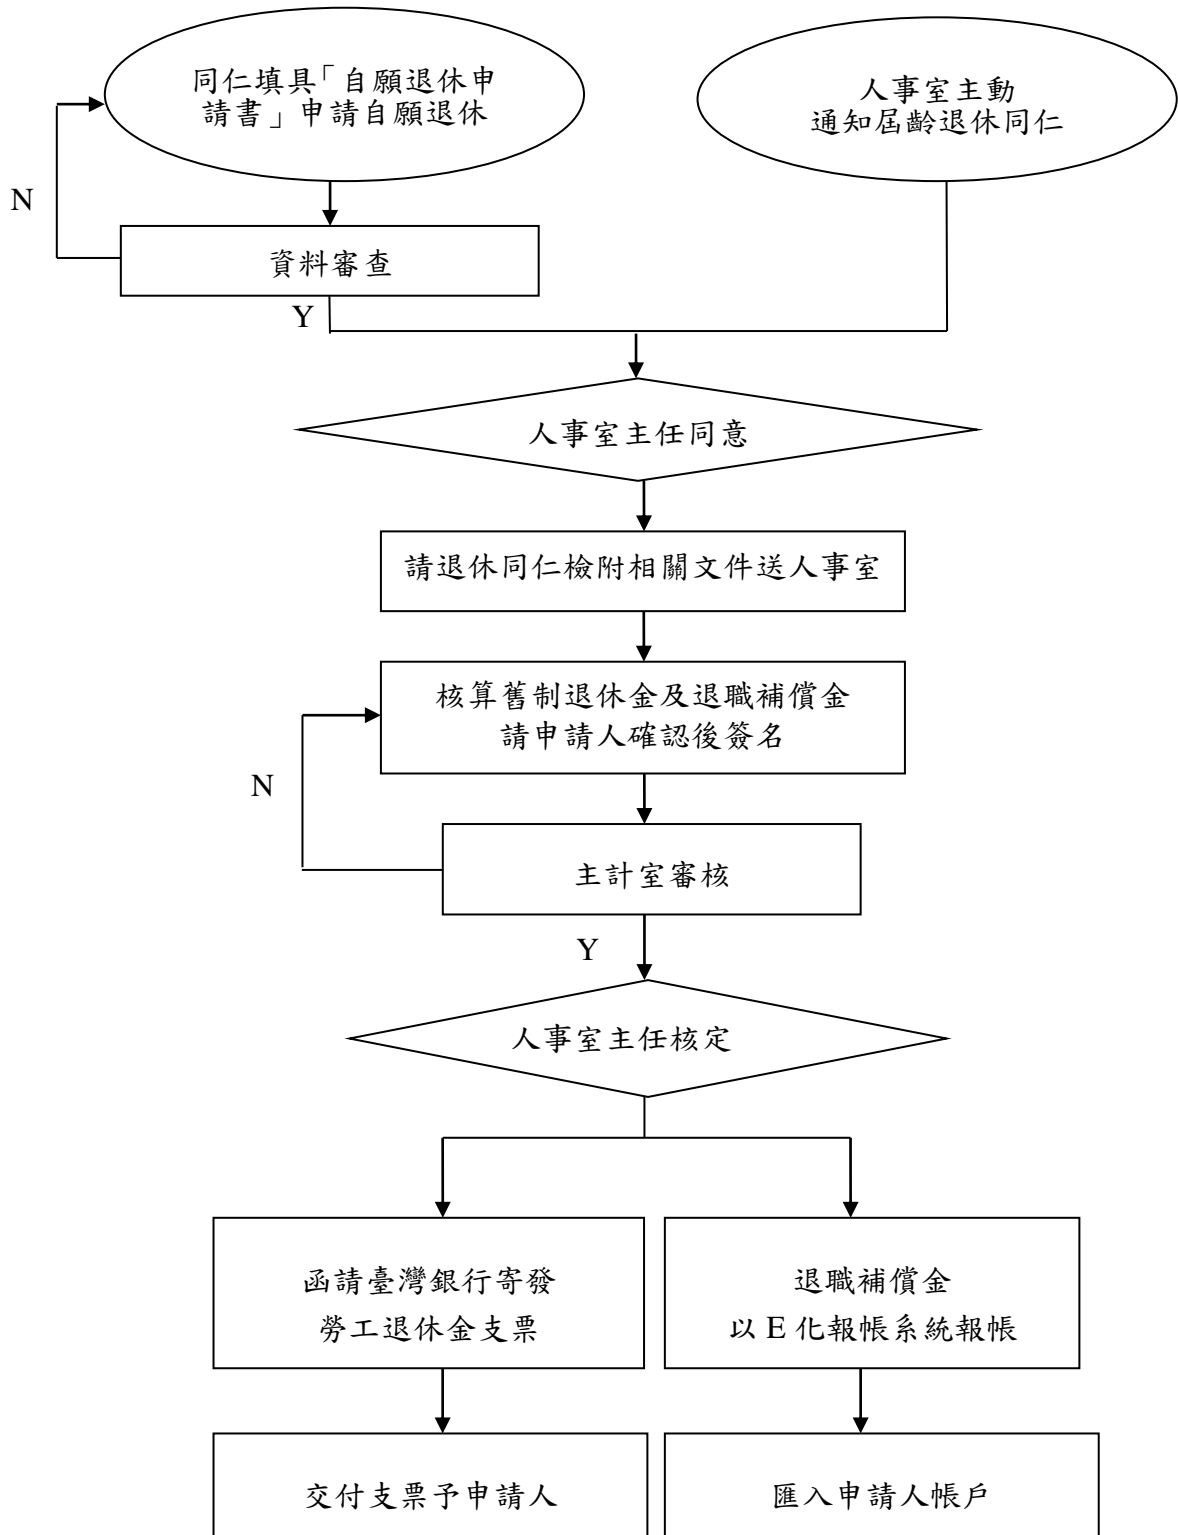 同仁填具「自願退休申
請書」申請自願退休
人事室主動
通知屆齡退休同仁
N
資料審查
Y
人事室主任同意
請退休同仁檢附相關文件送人事室
核算舊制退休金及退職補償金
請申請人確認後簽名
N
主計室審核
Y
人事室主任核定
函請臺灣銀行寄發
勞工退休金支票
退職補償金
以 E 化報帳系統報帳
交付支票予申請人
匯入申請人帳戶